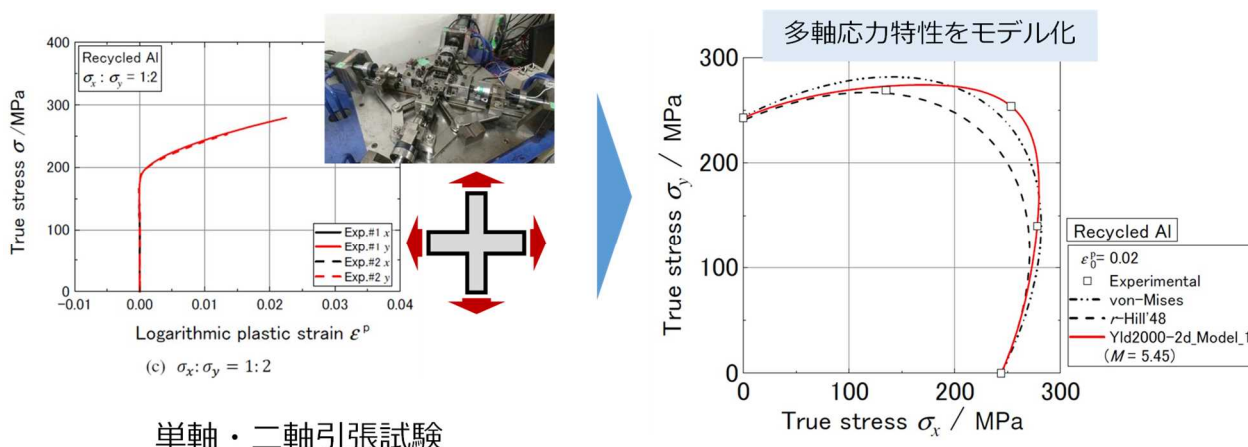 400
300
200
100
0
−0.01
0.00
0.01
0.02
0.03
0.04
True stress σ /MPa
Recycled Al
σx : σy = 1:2
Exp.#1 x
Exp.#1 y
Exp.#2 x
Exp.#2 y
Logarithmic plastic strain εᵖ
(c) σx:σy = 1:2
単軸・二軸引張試験
多軸応力特性をモデル化
300
200
100
0
0
100
200
300
True stress σy / MPa
True stress σx / MPa
Recycled Al
ε₀ᵖ= 0.02
Experimental
von-Mises
r-Hill'48
Yld2000-2d_Model_1
(M = 5.45)